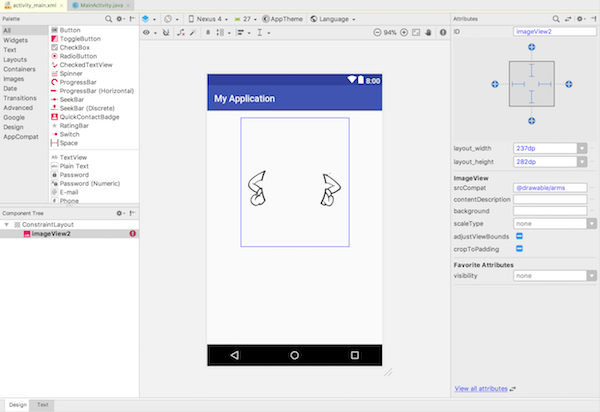 activity_main.xml
MainActivity.java
Palette
Nexus 4
27
AppTheme
Language
Attributes
All
Widgets
Text
Layouts
Containers
Images
Date
Transitions
Advanced
Google
Design
AppCompat
Button
ToggleButton
CheckBox
RadioButton
CheckedTextView
Spinner
ProgressBar
ProgressBar (Horizontal)
SeekBar
SeekBar (Discrete)
QuickContactBadge
RatingBar
Switch
Space
TextView
Plain Text
Password
Password (Numeric)
E-mail
Phone
8
94%
8:00
My Application
Component Tree
ConstraintLayout
imageView2
ID
imageView2
layout_width
237dp
layout_height
282dp
ImageView
srcCompat
@drawable/arms
contentDescription
background
scaleType
none
adjustViewBounds
cropToPadding
Favorite Attributes
visibility
none
View all attributes
Design
Text